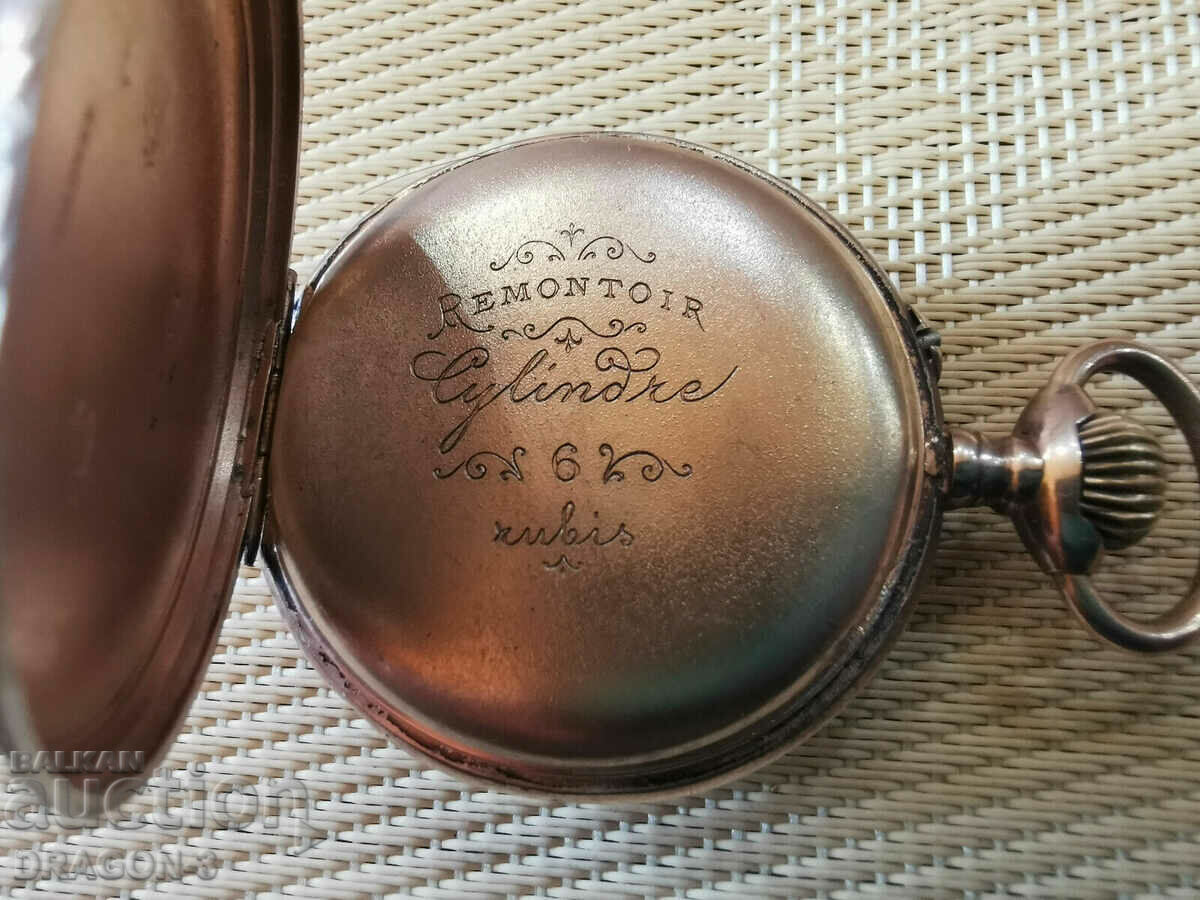 REMONTOIR
Cylindre
6
rubis
BALKAN
auction
DRAGON-3